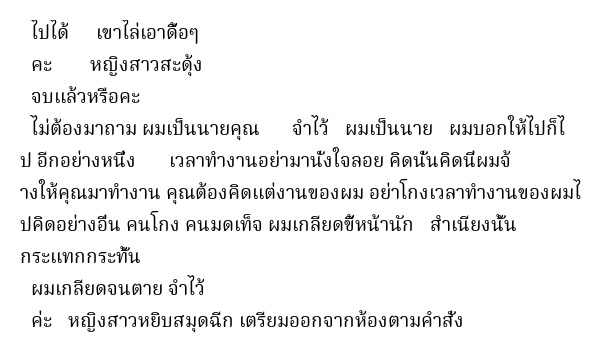 ไปได้ เขาไล่เอาดื้อๆ
คะ หญิงสาวสะดุ้ง
จบแล้วหรือคะ
ไม่ต้องมาถาม ผมเป็นนายคุณ จำไว้ ผมเป็นนาย ผมบอกให้ไปก็ไ
ป อีกอย่างหนึ่ง เวลาทำงานอย่ามานั่งใจลอย คิดนั่นคิดนี่ผมจ้
างให้คุณมาทำงาน คุณต้องคิดแต่งานของผม อย่าโกงเวลาทำงานของผมไ
ปคิดอย่างอื่น คนโกง คนมดเท็จ ผมเกลียดขี้หน้านัก สำเนียงนั้น
กระแทกกระทั้น
ผมเกลียดจนตาย จำไว้
ค่ะ หญิงสาวหยิบสมุดฉีก เตรียมออกจากห้องตามคำสั่ง